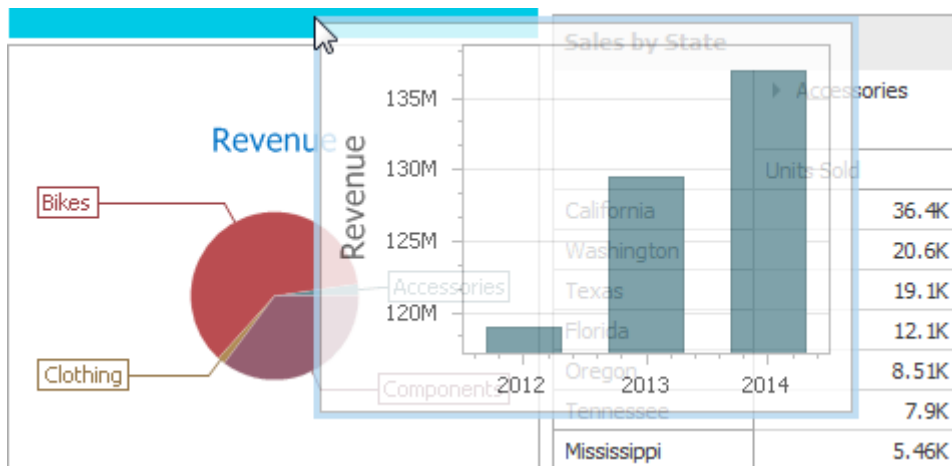 Revenue
Bikes
Accessories
Clothing
Components
Revenue
135M
130M
125M
120M
2012 2013 2014
Sales by State
Accessories
Units Sold
California 36.4K
Washington 20.6K
Texas 19.1K
Florida 12.1K
Oregon 8.51K
Tennessee 7.9K
Mississippi 5.46K